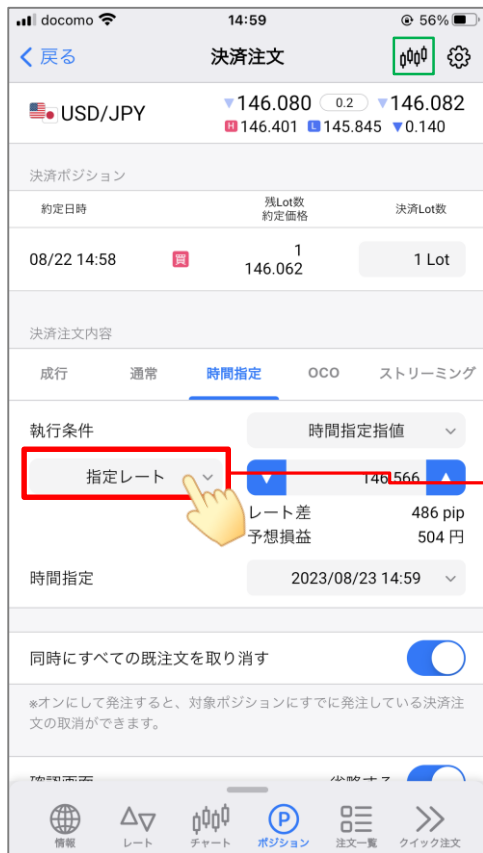 docomo 14:59 56%
戻る 決済注文
USD/JPY ▼146.080 0.2 ▼146.082
H 146.401 L 145.845 ▼0.140
決済ポジション
約定日時 残Lot数 決済Lot数
約定価格
08/22 14:58 買 1 1 Lot
146.062
決済注文内容
成行 通常 時間指定 OCO ストリーミング
執行条件 時間指定指値
指定レート ▼ 146.566 ▲
レート差 486 pip
予想損益 504 円
時間指定 2023/08/23 14:59
同時にすべての既注文を取り消す
※オンにして発注すると、対象ポジションにすでに発注している決済注
文の取消ができます。
確認画面 省略する
P
情報 レート チャート ポジション 注文一覧 クイック注文